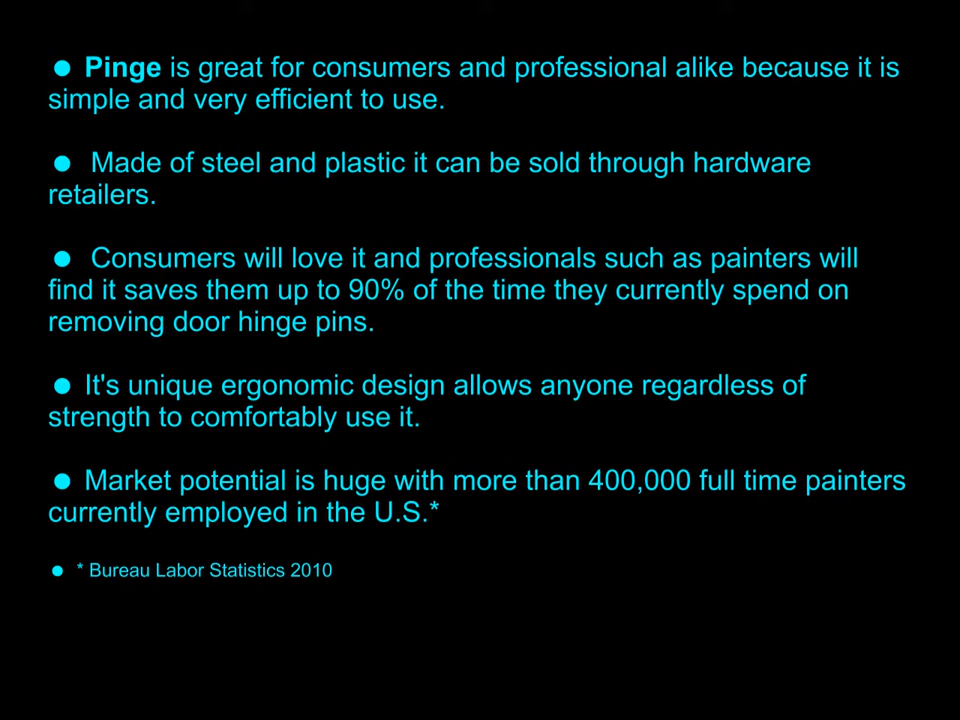 ● Pinge is great for consumers and professional alike because it is
simple and very efficient to use.
● Made of steel and plastic it can be sold through hardware
retailers.
● Consumers will love it and professionals such as painters will
find it saves them up to 90% of the time they currently spend on
removing door hinge pins.
● It's unique ergonomic design allows anyone regardless of
strength to comfortably use it.
● Market potential is huge with more than 400,000 full time painters
currently employed in the U.S.*
● * Bureau Labor Statistics 2010